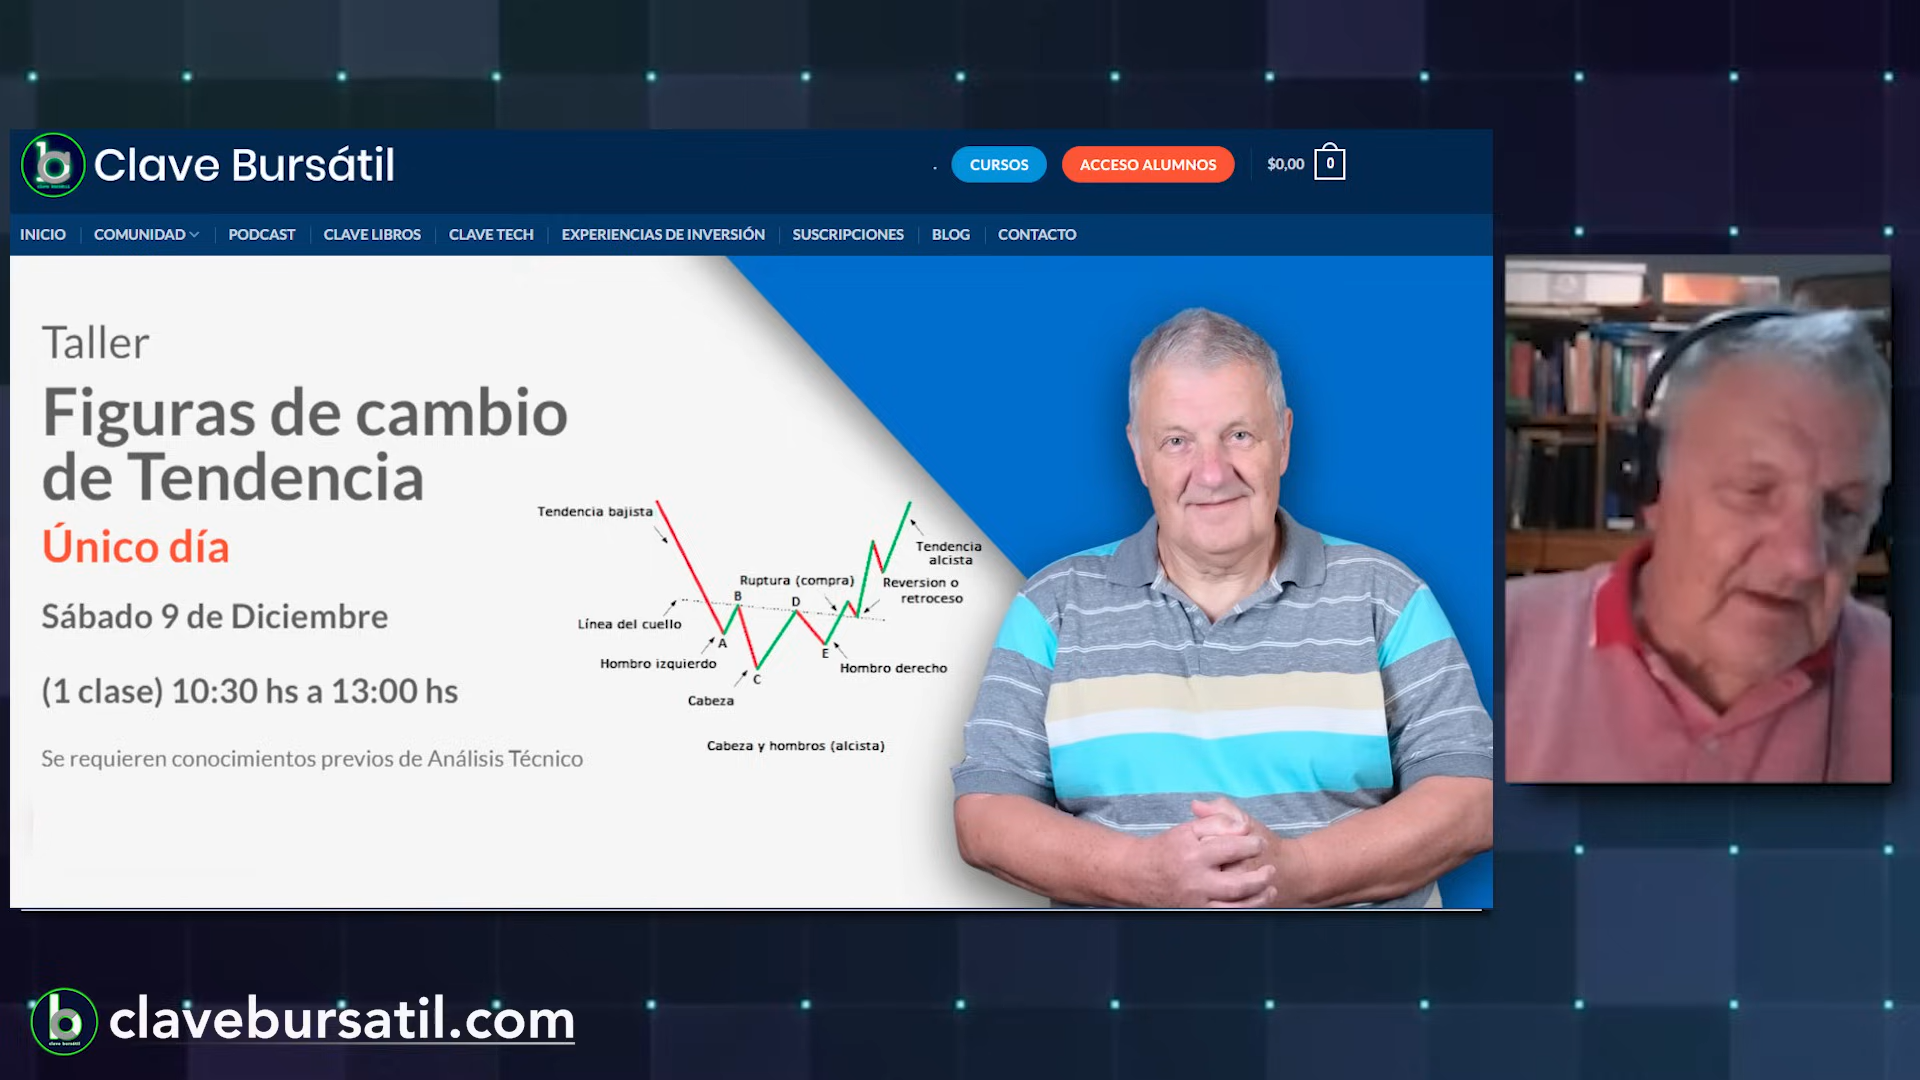 Clave Bursátil
.
CURSOS
ACCESO ALUMNOS
$0,00
0
INICIO
COMUNIDAD
PODCAST
CLAVE LIBROS
CLAVE TECH
EXPERIENCIAS DE INVERSIÓN
SUSCRIPCIONES
BLOG
CONTACTO
Taller
Figuras de cambio
de Tendencia
Único día
Sábado 9 de Diciembre
(1 clase) 10:30 hs a 13:00 hs
Se requieren conocimientos previos de Análisis Técnico
Tendencia bajista
Tendencia
alcista
Ruptura (compra)
Reversion o
retroceso
B
D
Línea del cuello
A
E
Hombro izquierdo
Hombro derecho
C
Cabeza
Cabeza y hombros (alcista)
clavebursatil.com